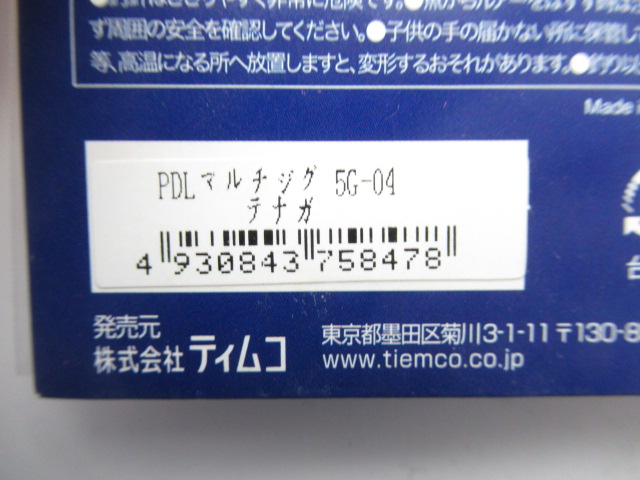 ず周囲の安全を確認してください。●子供の手の届かない所に保管して
等、高温になる所へ放置しますと、変形するおそれがあります。●釣り以
Made
PDLマルチジグ 5G-04
テナガ
4 930843 758478
発売元
株式会社 ティムコ
東京都墨田区菊川3-1-11 〒130-8
www.tiemco.co.jp
台